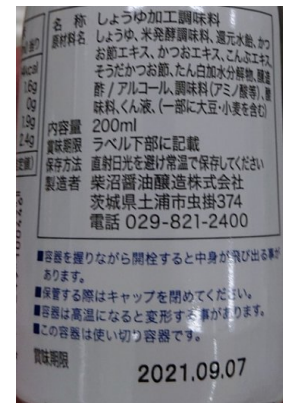 名 称 しょうゆ加工調味料
原材料名 しょうゆ、米発酵調味料、還元水飴、かつ
お節エキス、かつおエキス、こんぶエキス、
そうだかつお節、たん白加水分解物、醸造
酢/アルコール、調味料(アミノ酸等)、酸
味料、くん液、(一部に大豆・小麦を含む)
内容量 200ml
賞味期限 ラベル下部に記載
保存方法 直射日光を避け常温で保存してください
製造者 柴沼醤油醸造株式会社
茨城県土浦市虫掛374
電話 029-821-2400
kcal
1.6g
0g
1.9g
2.4g
■容器を握りながら開栓すると中身が飛び出る事が
あります。
■保管する際はキャップを閉めてください。
■容器は高温になると変形する事があります。
■この容器は使い切り容器です。
賞味期限
2021.09.07